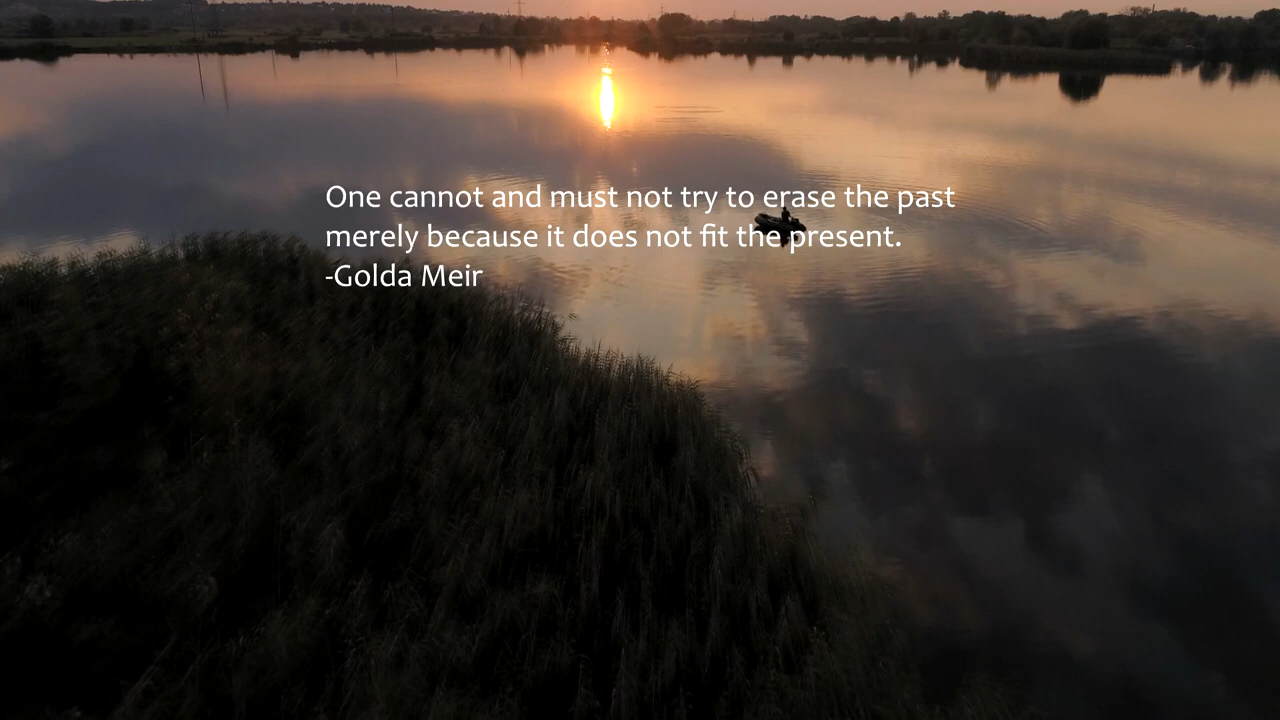 One cannot and must not try to erase the past
merely because it does not fit the present.
-Golda Meir